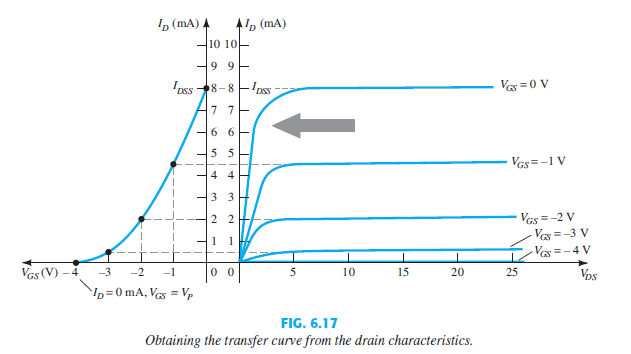 I_D (mA) I_D (mA)
10 10
9 9
I_DSS 8 8 I_DSS V_GS = 0 V
7 7
6 6
5 5
V_GS = –1 V
4 4
3 3
2 2 V_GS = –2 V
V_GS = –3 V
1 1
V_GS = – 4 V
V_GS (V) –4 –3 –2 –1 0 0 5 10 15 20 25 V_DS
I_D = 0 mA, V_GS = V_P
FIG. 6.17
Obtaining the transfer curve from the drain characteristics.